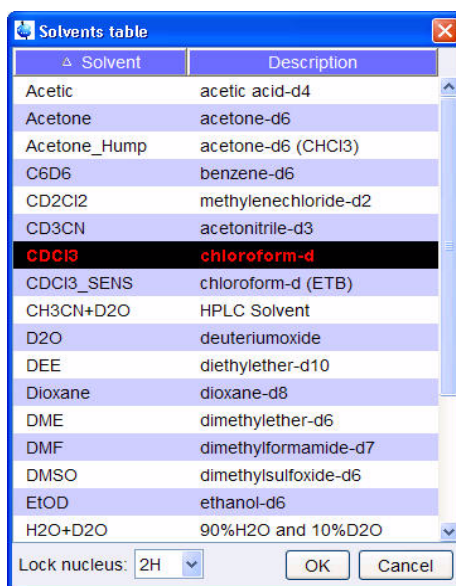 Solvents table
Solvent Description
Acetic acetic acid-d4
Acetone acetone-d6
Acetone_Hump acetone-d6 (CHCl3)
C6D6 benzene-d6
CD2Cl2 methylenechloride-d2
CD3CN acetonitrile-d3
CDCl3 chloroform-d
CDCl3_SENS chloroform-d (ETB)
CH3CN+D2O HPLC Solvent
D2O deuteriumoxide
DEE diethylether-d10
Dioxane dioxane-d8
DME dimethylether-d6
DMF dimethylformamide-d7
DMSO dimethylsulfoxide-d6
EtOD ethanol-d6
H2O+D2O 90%H2O and 10%D2O
Lock nucleus: 2H OK Cancel